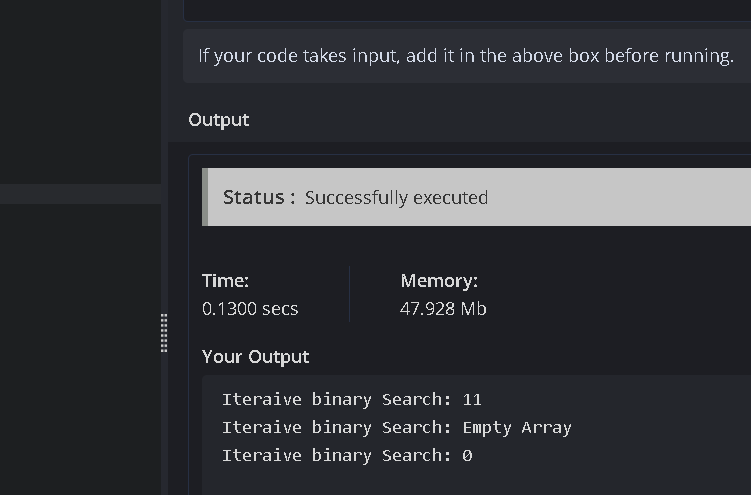 If your code takes input, add it in the above box before running.
Output
Status : Successfully executed
Time:
0.1300 secs
Memory:
47.928 Mb
Your Output
Iteraive binary Search: 11
Iteraive binary Search: Empty Array
Iteraive binary Search: 0